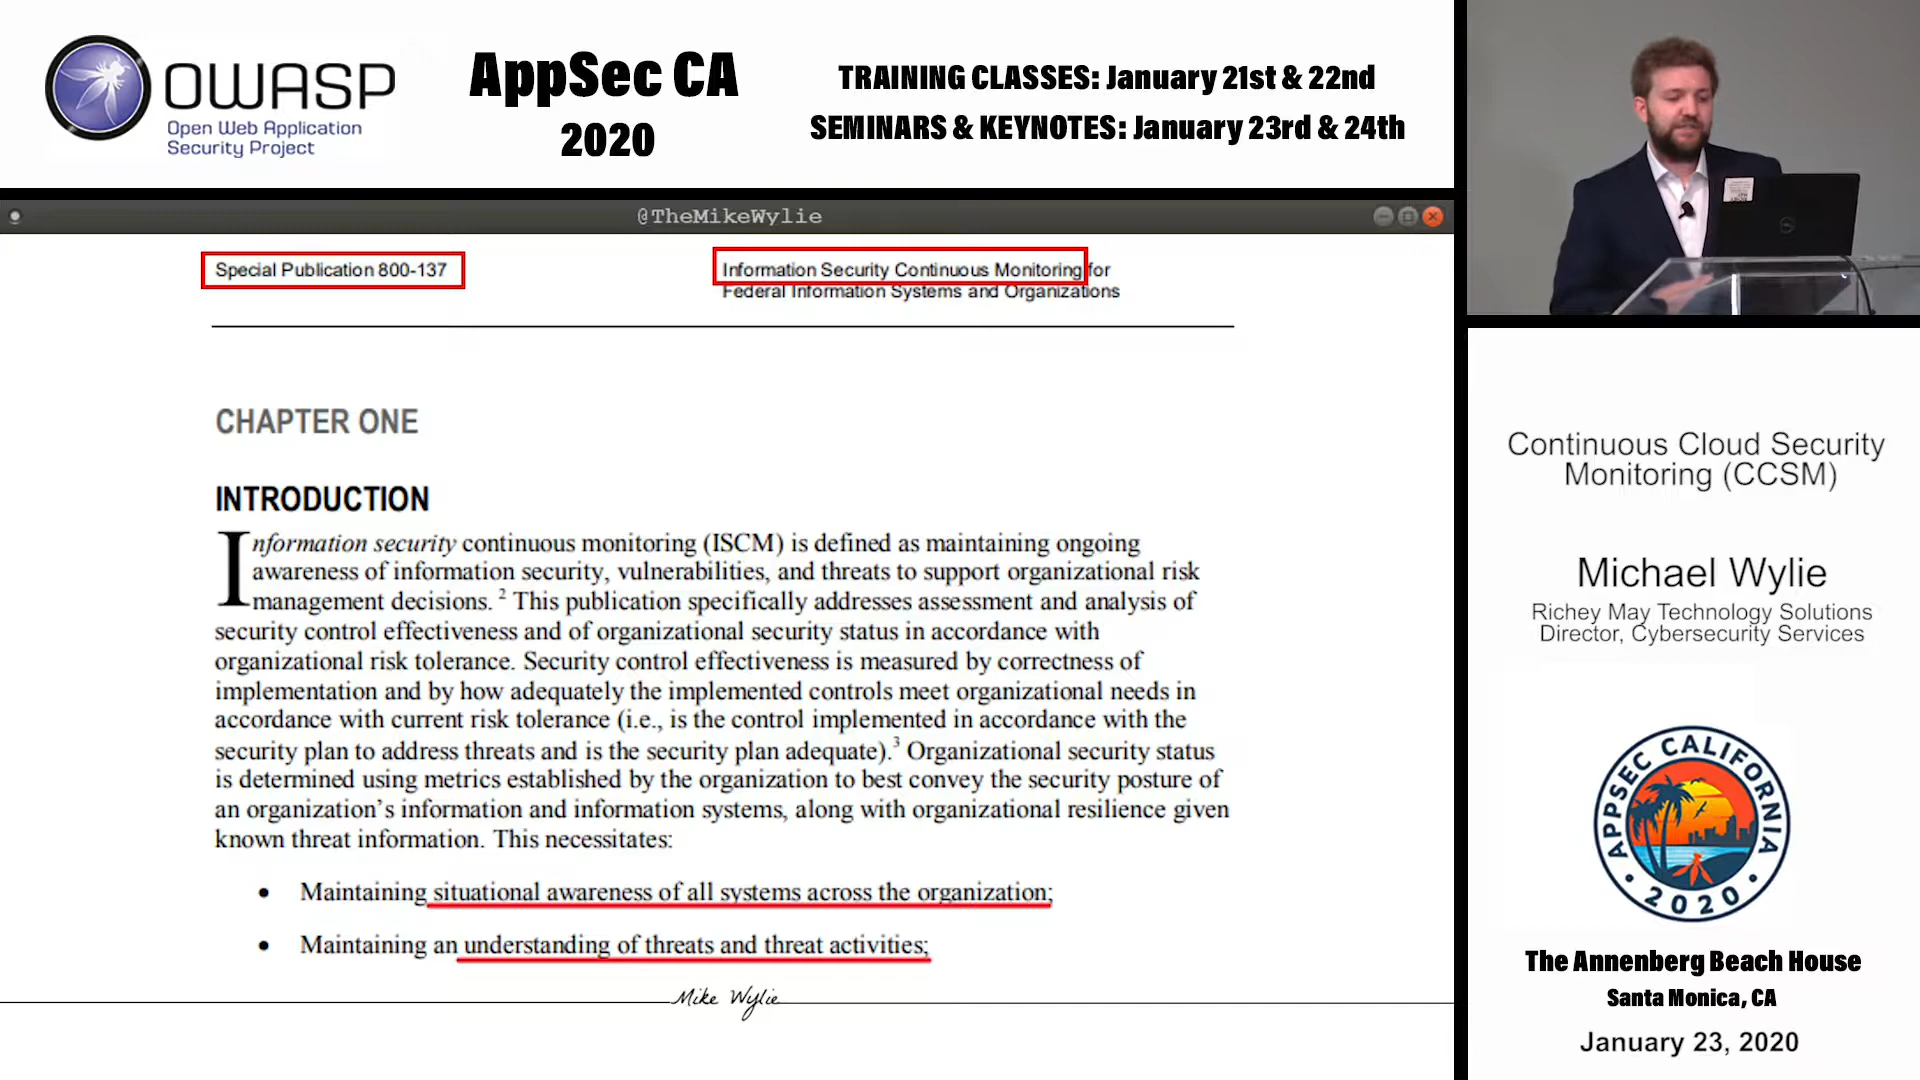 OWASP
Open Web Application
Security Project
AppSec CA
2020
TRAINING CLASSES: January 21st & 22nd
SEMINARS & KEYNOTES: January 23rd & 24th
@TheMikeWylie
Special Publication 800-137
Information Security Continuous Monitoring for
Federal Information Systems and Organizations
CHAPTER ONE
INTRODUCTION
Information security continuous monitoring (ISCM) is defined as maintaining ongoing
awareness of information security, vulnerabilities, and threats to support organizational risk
management decisions. 2 This publication specifically addresses assessment and analysis of
security control effectiveness and of organizational security status in accordance with
organizational risk tolerance. Security control effectiveness is measured by correctness of
implementation and by how adequately the implemented controls meet organizational needs in
accordance with current risk tolerance (i.e., is the control implemented in accordance with the
security plan to address threats and is the security plan adequate).3 Organizational security status
is determined using metrics established by the organization to best convey the security posture of
an organization's information and information systems, along with organizational resilience given
known threat information. This necessitates:
• Maintaining situational awareness of all systems across the organization;
• Maintaining an understanding of threats and threat activities;
Mike Wylie
Continuous Cloud Security
Monitoring (CCSM)
Michael Wylie
Richey May Technology Solutions
Director, Cybersecurity Services
APPSEC CALIFORNIA
• 2020 •
The Annenberg Beach House
Santa Monica, CA
January 23, 2020